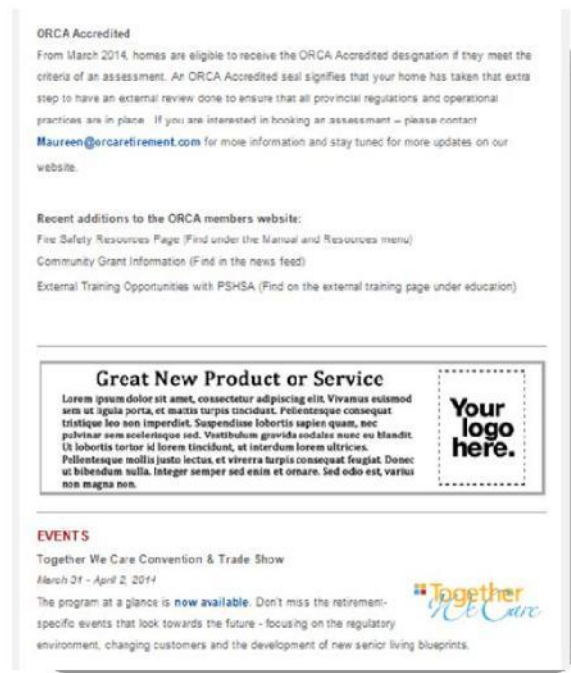 ORCA Accredited
From March 2014, homes are eligible to receive the ORCA Accredited designation if they meet the
criteria of an assessment. An ORCA Accredited seal signifies that your home has taken that extra
step to have an external review done to ensure that all provincial regulations and operational
practices are in place. If you are interested in booking an assessment – please contact
Maureen@orcaretirement.com for more information and stay tuned for more updates on our
website.
Recent additions to the ORCA members website:
Fire Safety Resources Page (Find under the Manual and Resources menu)
Community Grant Information (Find in the news feed)
External Training Opportunities with PSHSA (Find on the external training page under education)
Great New Product or Service
Lorem ipsum dolor sit amet, consectetur adipiscing elit. Vivamus euismod
sem ut ligula porta, et mattis turpis tincidunt. Pellentesque consequat
tristique leo non imperdiet. Suspendisse lobortis sapien quam, nec
pulvinar sem scelerisque sed. Vestibulum gravida sodales nunc eu blandit.
Ut lobortis tortor id lorem tincidunt, ut interdum lorem ultricies.
Pellentesque mollis justo lectus, et viverra turpis consequat feugiat. Donec
ut bibendum nulla. Integer semper sed enim et ornare. Sed odio est, varius
non magna non.
Your
logo
here.
EVENTS
Together We Care Convention & Trade Show
March 31 - April 2, 2014
The program at a glance is now available. Don't miss the retirement-
specific events that look towards the future - focusing on the regulatory
environment, changing customers and the development of new senior living blueprints.
Together
We Care